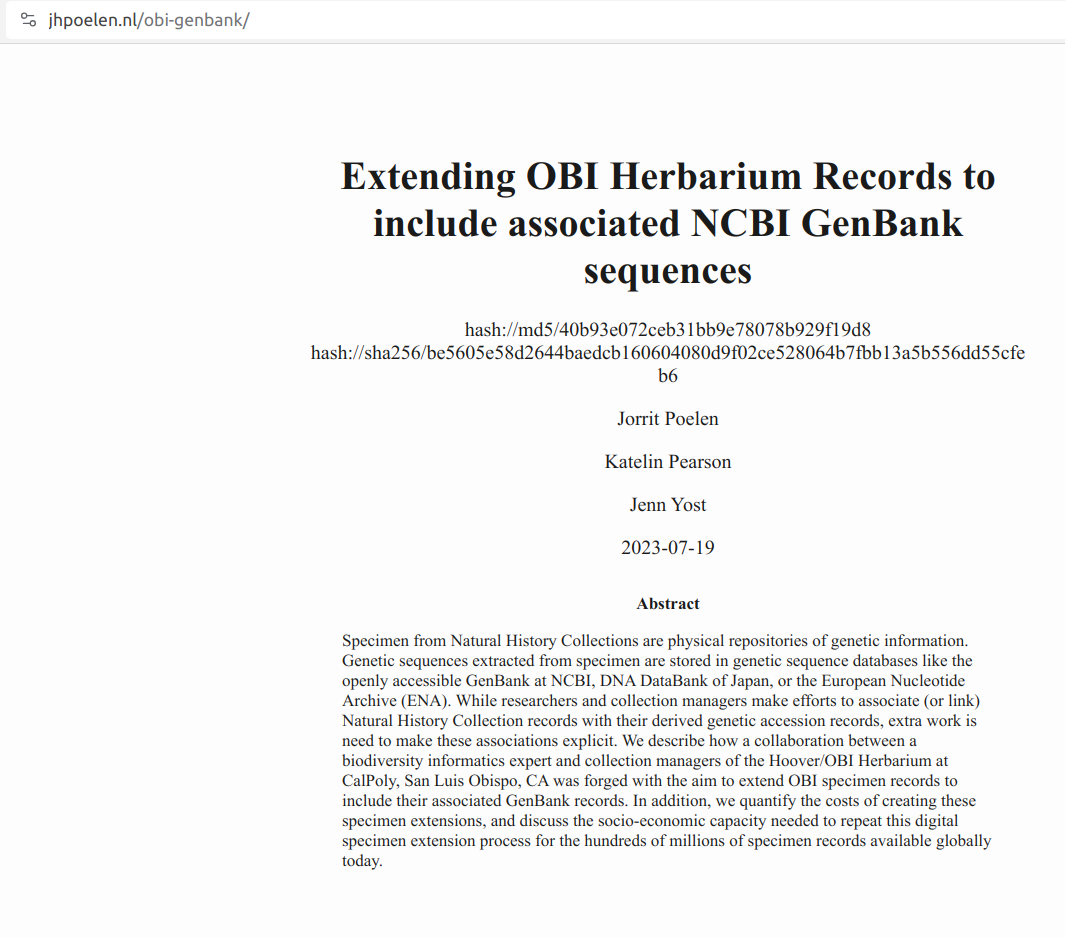 jhpoelen.nl/obi-genbank/
Extending OBI Herbarium Records to
include associated NCBI GenBank
sequences
hash://md5/40b93e072ceb31bb9e78078b929f19d8
hash://sha256/be5605e58d2644baedcb160604080d9f02ce528064b7fbb13a5b556dd55cfe
b6
Jorrit Poelen
Katelin Pearson
Jenn Yost
2023-07-19
Abstract
Specimen from Natural History Collections are physical repositories of genetic information.
Genetic sequences extracted from specimen are stored in genetic sequence databases like the
openly accessible GenBank at NCBI, DNA DataBank of Japan, or the European Nucleotide
Archive (ENA). While researchers and collection managers make efforts to associate (or link)
Natural History Collection records with their derived genetic accession records, extra work is
need to make these associations explicit. We describe how a collaboration between a
biodiversity informatics expert and collection managers of the Hoover/OBI Herbarium at
CalPoly, San Luis Obispo, CA was forged with the aim to extend OBI specimen records to
include their associated GenBank records. In addition, we quantify the costs of creating these
specimen extensions, and discuss the socio-economic capacity needed to repeat this digital
specimen extension process for the hundreds of millions of specimen records available globally
today.